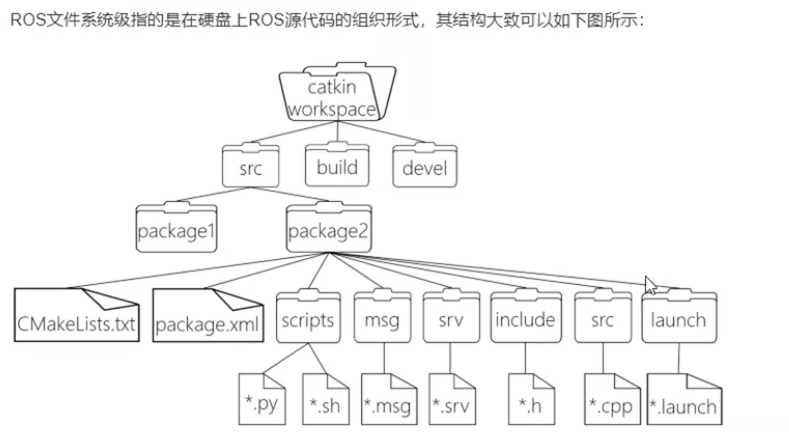 ROS文件系统级指的是在硬盘上ROS源代码的组织形式，其结构大致可以如下图所示：
catkin
workspace
src
build
devel
package1
package2
CMakeLists.txt
package.xml
scripts
msg
srv
include
src
launch
*.py
*.sh
*.msg
*.srv
*.h
*.cpp
*.launch